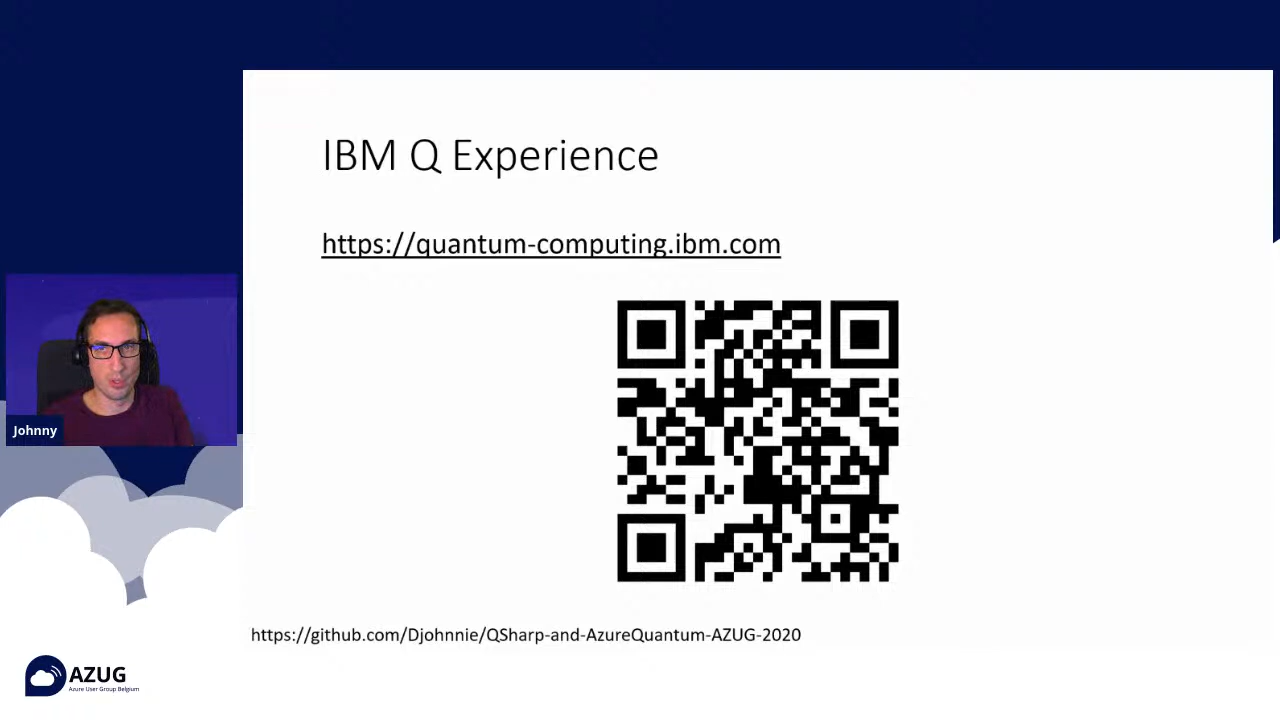 IBM Q Experience
https://quantum-computing.ibm.com
Johnny
https://github.com/Djohnnie/QSharp-and-AzureQuantum-AZUG-2020
AZUG
Azure User Group Belgium